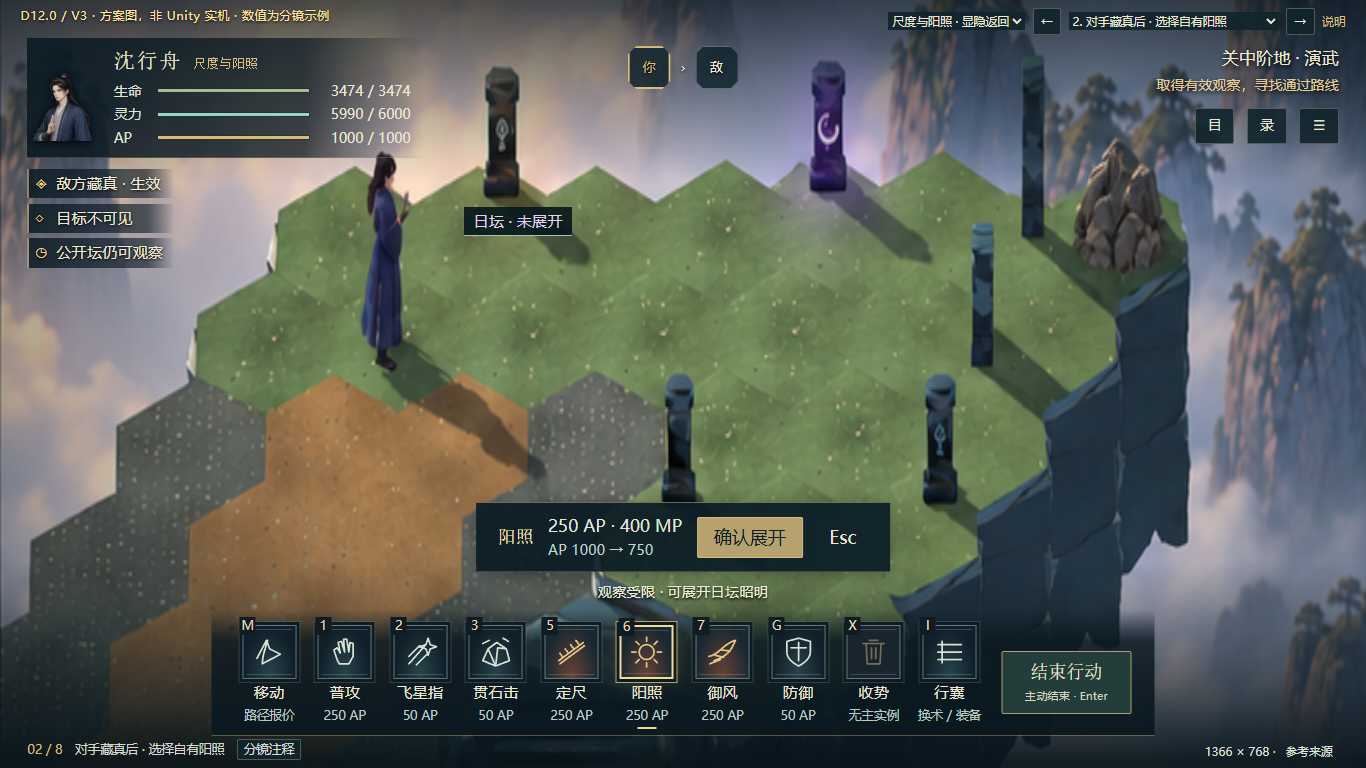 D12.0 / V3 · 方案图，非 Unity 实机 · 数值为分镜示例
尺度与阳照 · 显隐返回
←
2. 对手藏真后 · 选择自有阳照
→
说明
沈行舟 尺度与阳照
生命 3474 / 3474
灵力 5990 / 6000
AP 1000 / 1000
你 › 敌
关中阶地 · 演武
取得有效观察，寻找通过路线
目 录 ☰
敌方藏真 · 生效
目标不可见
公开坛仍可观察
日坛 · 未展开
阳照
250 AP · 400 MP
AP 1000 → 750
确认展开
Esc
观察受限 · 可展开日坛昭明
M 1 2 3 5 6 7 G X I
移动 普攻 飞星指 贯石击 定尺 阳照 御风 防御 收势 行囊
路径报价 250 AP 50 AP 50 AP 250 AP 250 AP 250 AP 50 AP 无主实例 换术 / 装备
结束行动
主动结束 · Enter
02 / 8 对手藏真后 · 选择自有阳照 分镜注释
1366 × 768 · 参考来源